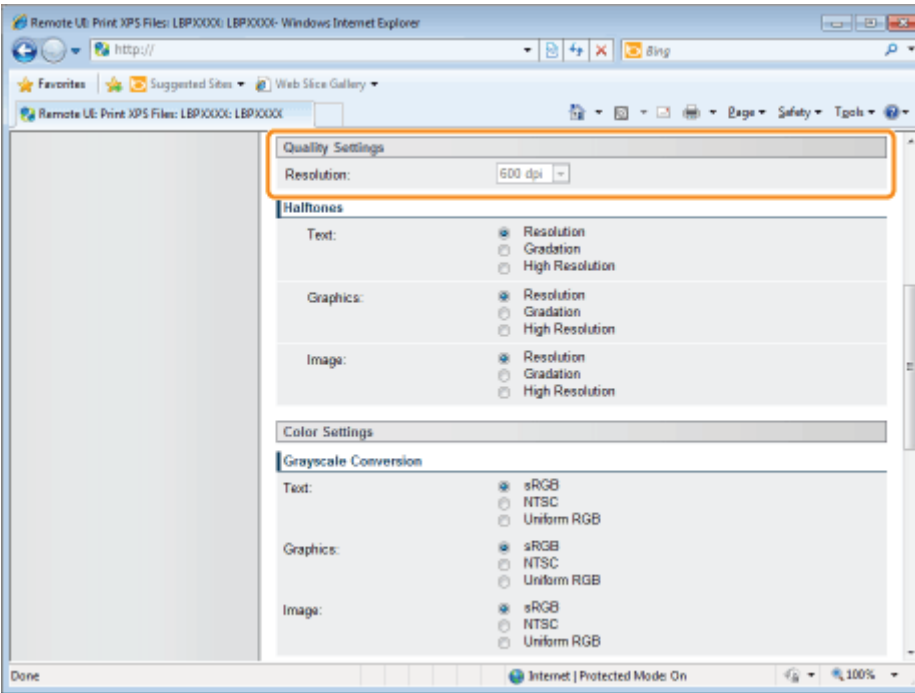 Remote UI: Print XPS Files: LBPXXXX: LBPXXXX- Windows Internet Explorer
http://
Bing
Favorites Suggested Sites Web Slice Gallery
Remote UI: Print XPS Files: LBPXXXX: LBPXXXX
Page Safety Tools
Quality Settings
Resolution: 600 dpi
Halftones
Text: Resolution
Gradation
High Resolution
Graphics: Resolution
Gradation
High Resolution
Image: Resolution
Gradation
High Resolution
Color Settings
Grayscale Conversion
Text: sRGB
NTSC
Uniform RGB
Graphics: sRGB
NTSC
Uniform RGB
Image: sRGB
NTSC
Uniform RGB
Done Internet | Protected Mode: On 100%